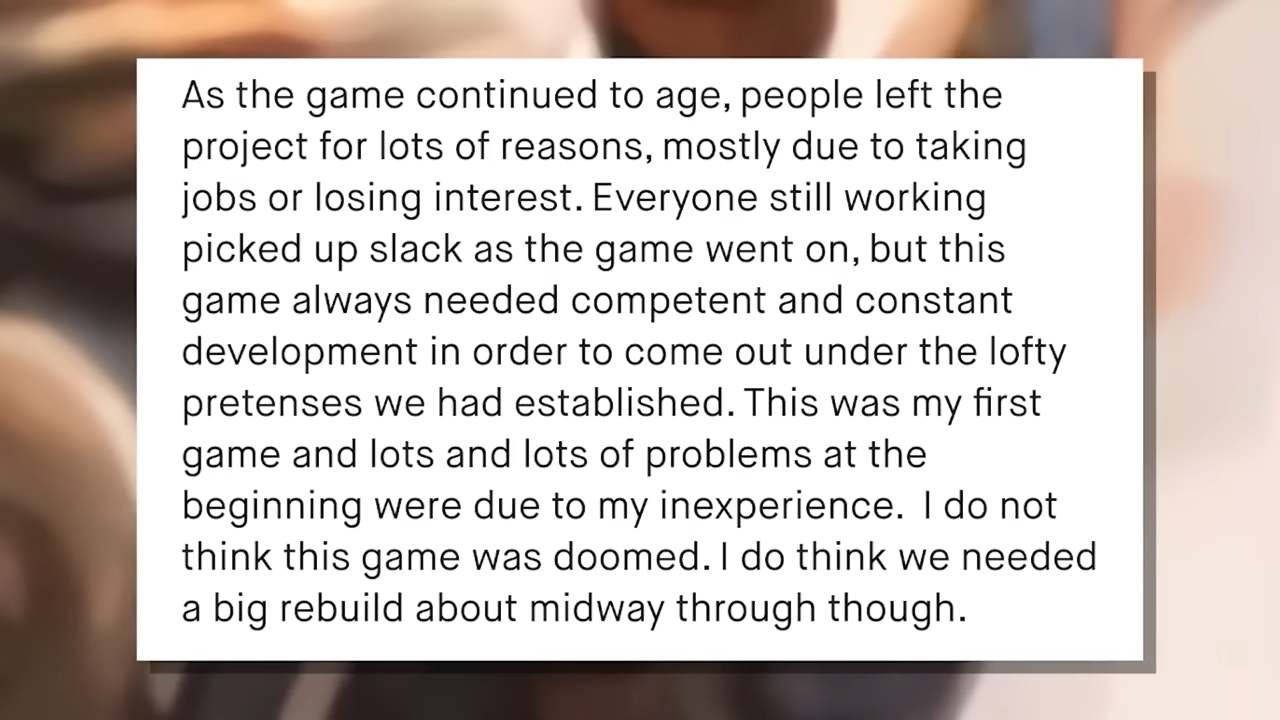 As the game continued to age, people left the
project for lots of reasons, mostly due to taking
jobs or losing interest. Everyone still working
picked up slack as the game went on, but this
game always needed competent and constant
development in order to come out under the lofty
pretenses we had established. This was my first
game and lots and lots of problems at the
beginning were due to my inexperience.  I do not
think this game was doomed. I do think we needed
a big rebuild about midway through though.